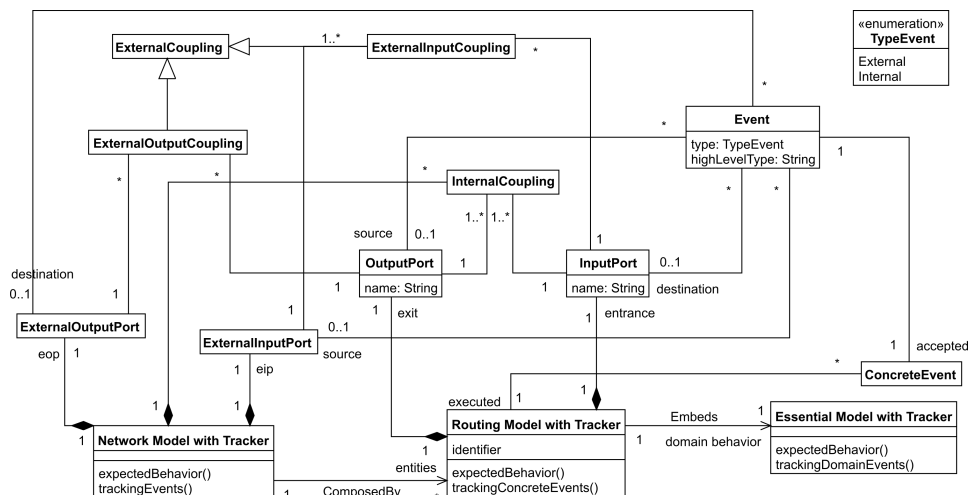 «enumeration»
TypeEvent
External
Internal
ExternalCoupling
1..*
ExternalInputCoupling
*
*
Event
type: TypeEvent
highLevelType: String
*
1
ExternalOutputCoupling
*
*
InternalCoupling
*
*
*
1..*
1..*
source
0..1
1
OutputPort
name: String
1
1
exit
InputPort
name: String
1
0..1
destination
1
entrance
destination
0..1
1
ExternalOutputPort
eop
1
1
ExternalInputPort
0..1
source
1
eip
1
accepted
ConcreteEvent
*
executed
1
1
1
1
1
Network Model with Tracker
expectedBehavior()
trackingEvents()
1
Routing Model with Tracker
identifier
expectedBehavior()
trackingConcreteEvents()
entities
1
ComposedBy
*
Embeds
1
1
domain behavior
Essential Model with Tracker
expectedBehavior()
trackingDomainEvents()